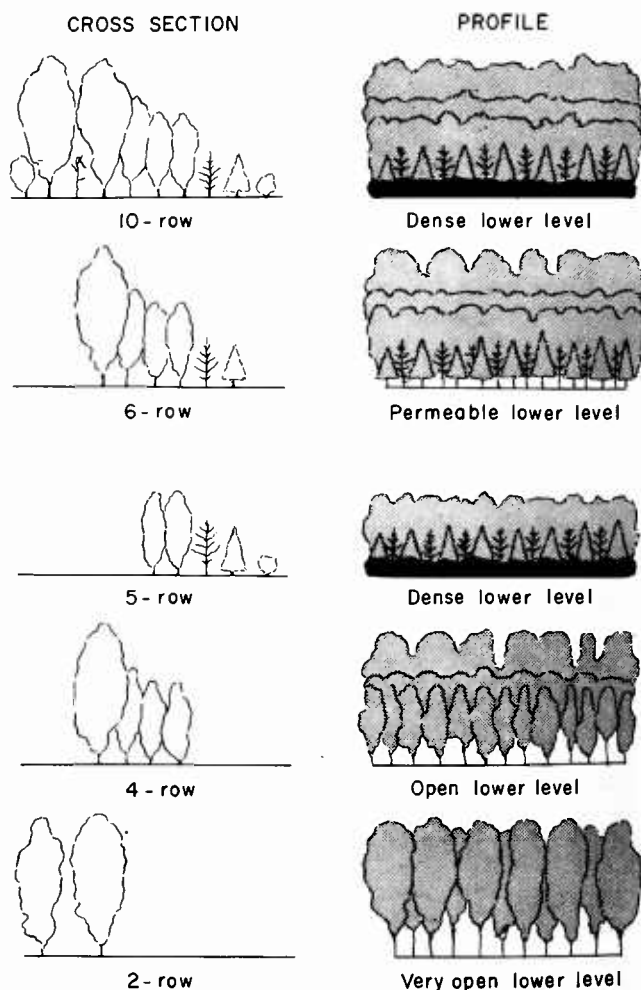 CROSS SECTION
PROFILE
10-row
Dense lower level
6-row
Permeable lower level
5-row
Dense lower level
4-row
Open lower level
2-row
Very open lower level